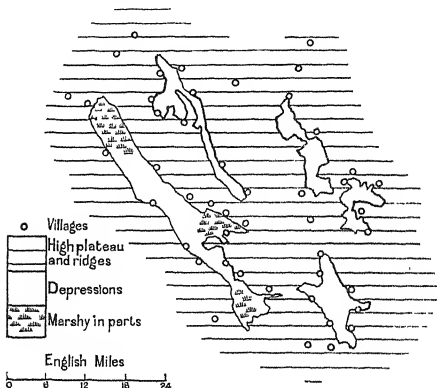 Villages
High plateau
and ridges
Depressions
Marshy in parts
English Miles
0 6 12 18 24